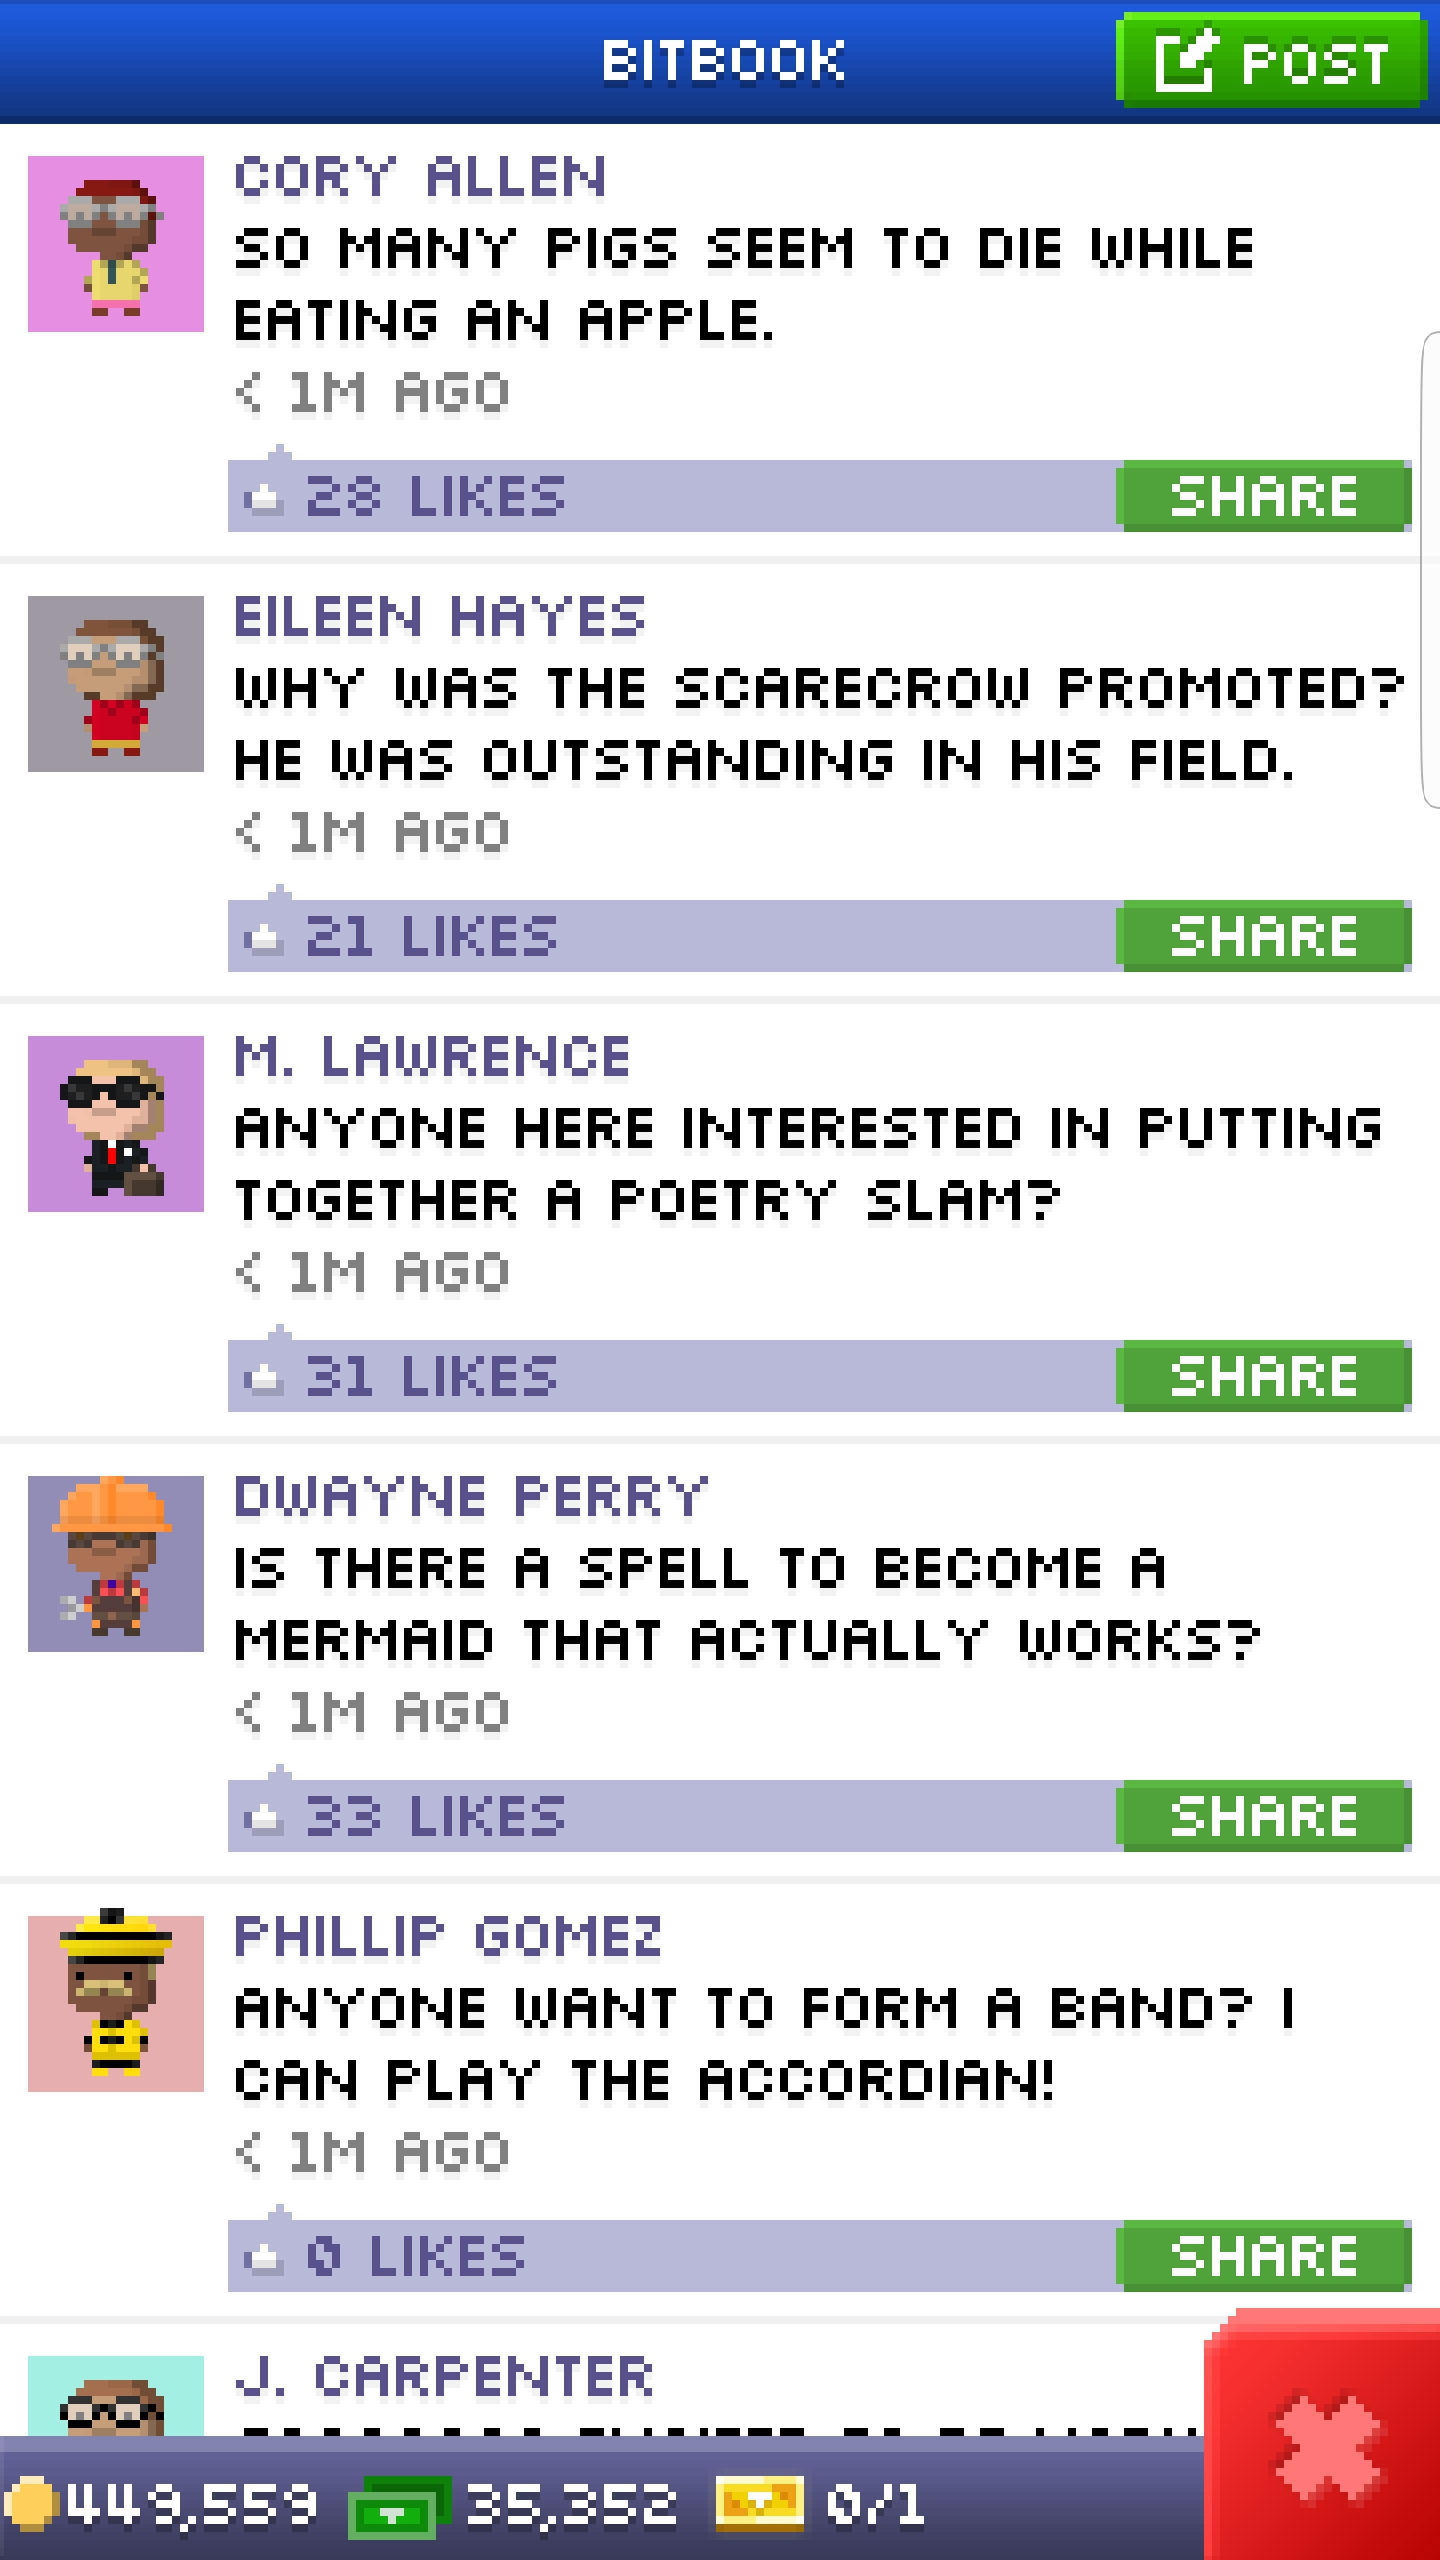 BITBOOK
POST
CORY ALLEN
SO MANY PIGS SEEM TO DIE WHILE
EATING AN APPLE.
< 1M AGO
28 LIKES
SHARE
EILEEN HAYES
WHY WAS THE SCARECROW PROMOTED?
HE WAS OUTSTANDING IN HIS FIELD.
< 1M AGO
21 LIKES
SHARE
M. LAWRENCE
ANYONE HERE INTERESTED IN PUTTING
TOGETHER A POETRY SLAM?
< 1M AGO
31 LIKES
SHARE
DWAYNE PERRY
IS THERE A SPELL TO BECOME A
MERMAID THAT ACTUALLY WORKS?
< 1M AGO
33 LIKES
SHARE
PHILLIP GOMEZ
ANYONE WANT TO FORM A BAND? I
CAN PLAY THE ACCORDIAN!
< 1M AGO
0 LIKES
SHARE
J. CARPENTER
449,559
35,352
0/1